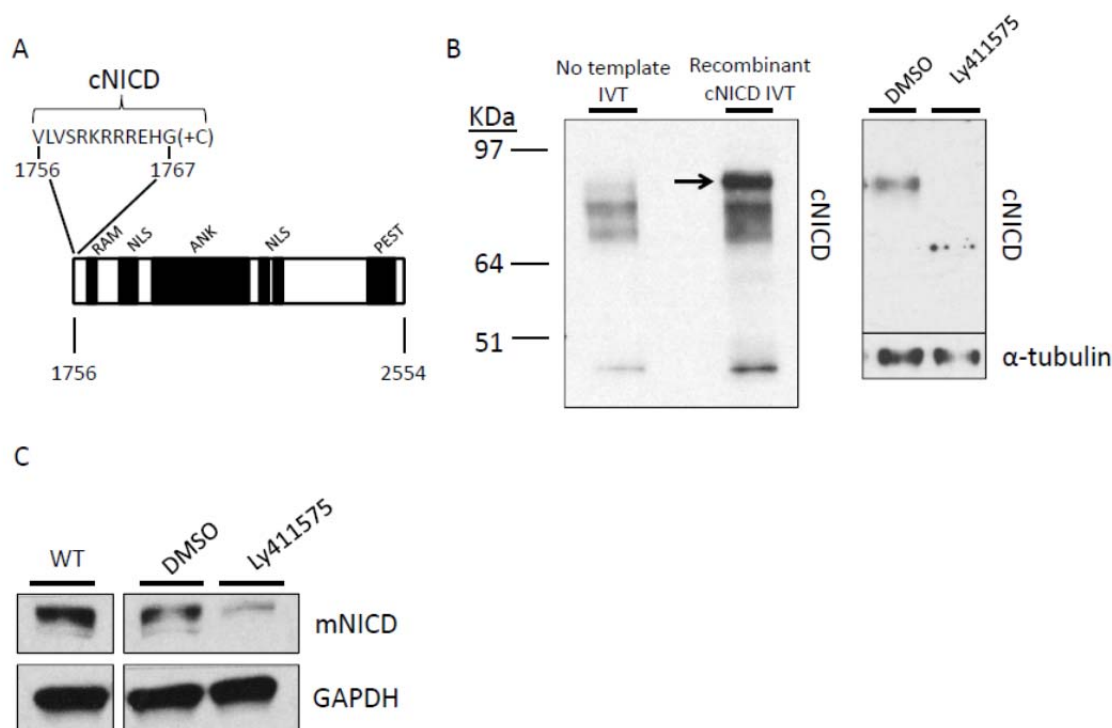 A
cNICD
VLVSRKRRREHG(+C)
1756
1767
RAM
NLS
ANK
NLS
PEST
1756
2554
B
No template
IVT
Recombinant
cNICD IVT
KDa
97
64
51
cNICD
DMSO
Ly411575
cNICD
α-tubulin
C
WT
DMSO
Ly411575
mNICD
GAPDH